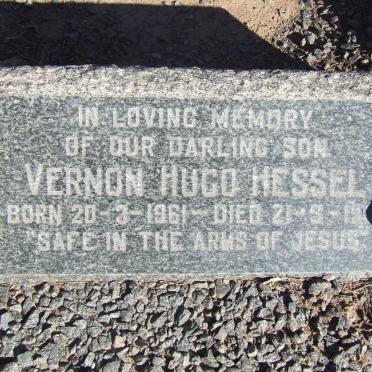 IN LOVING MEMORY
OF OUR DARLING SON
VERNON HUGO HESSEL
BORN 20-3-1961 - DIED 21-9-19
"SAFE IN THE ARMS OF JESUS